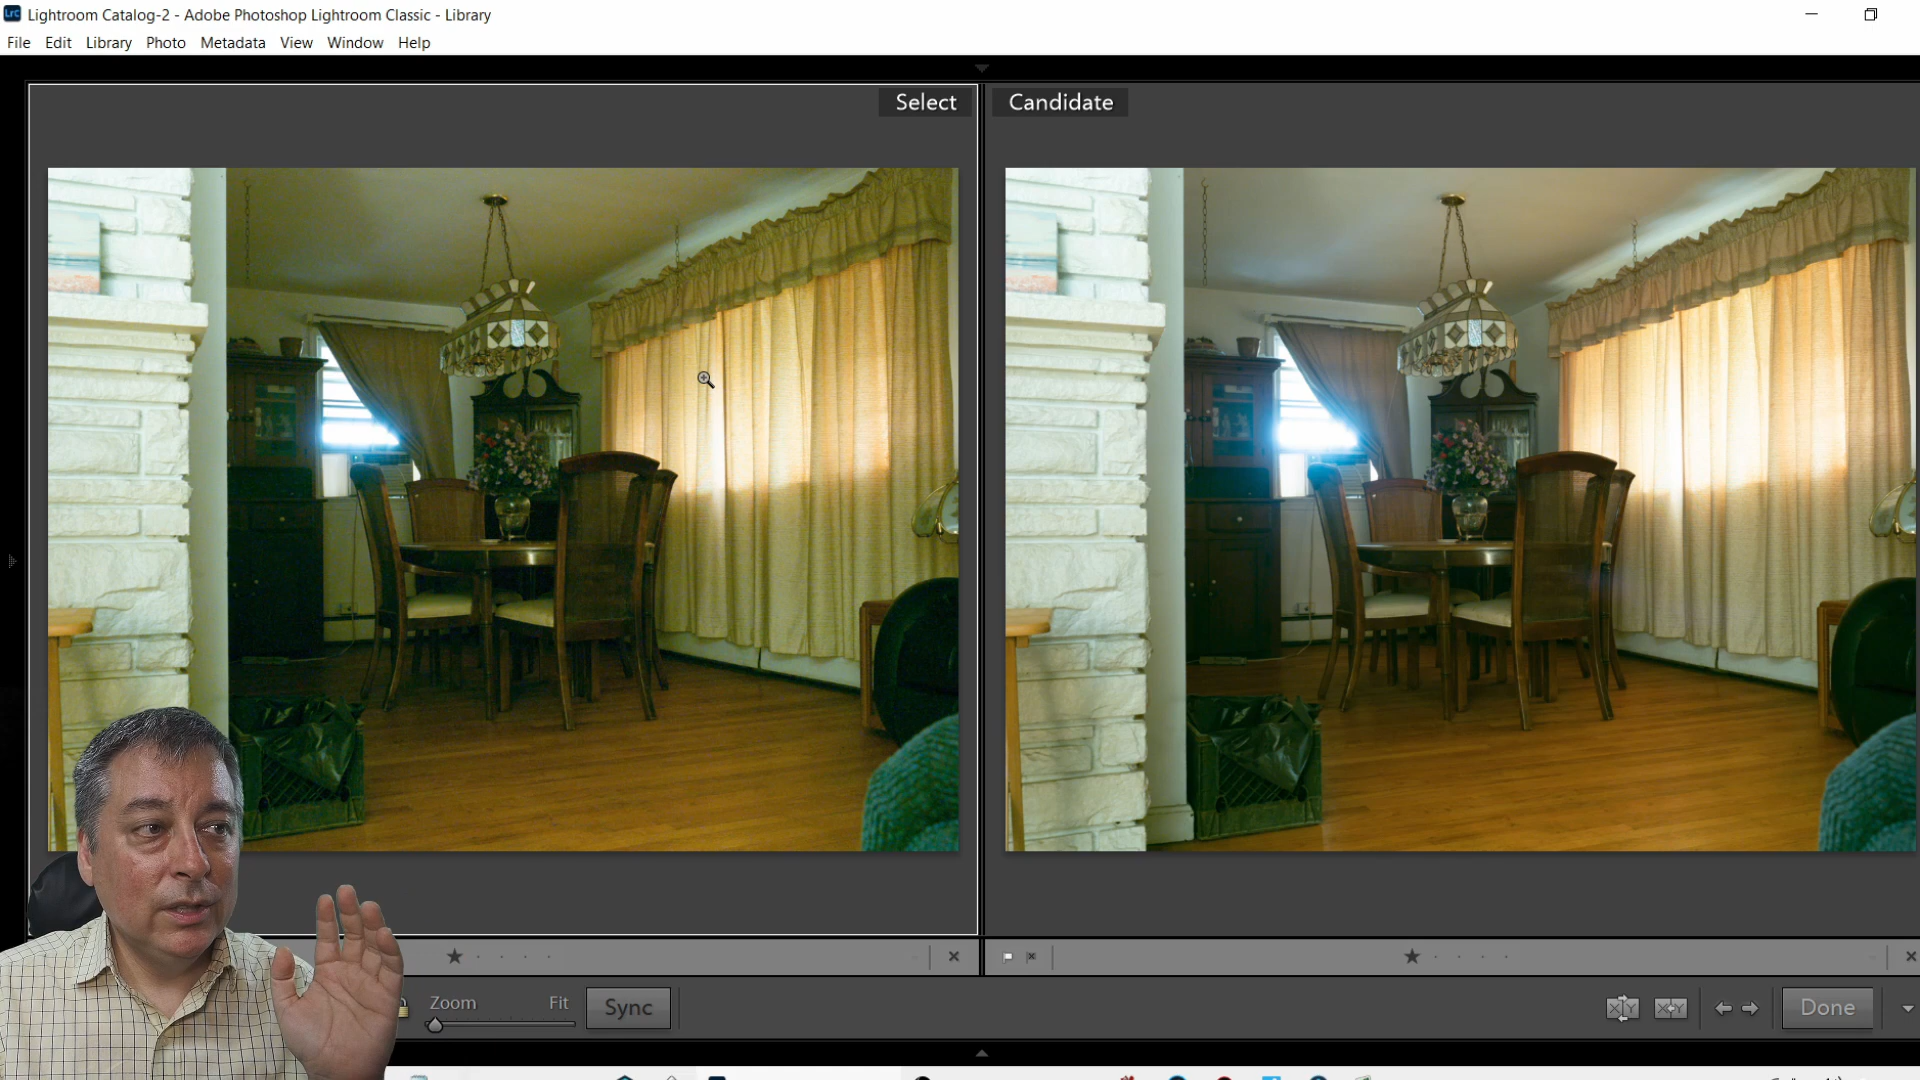 LrC Lightroom Catalog-2 - Adobe Photoshop Lightroom Classic - Library
File Edit Library Photo Metadata View Window Help
Select
Candidate
Zoom Fit Sync
X Y
X Y
Done